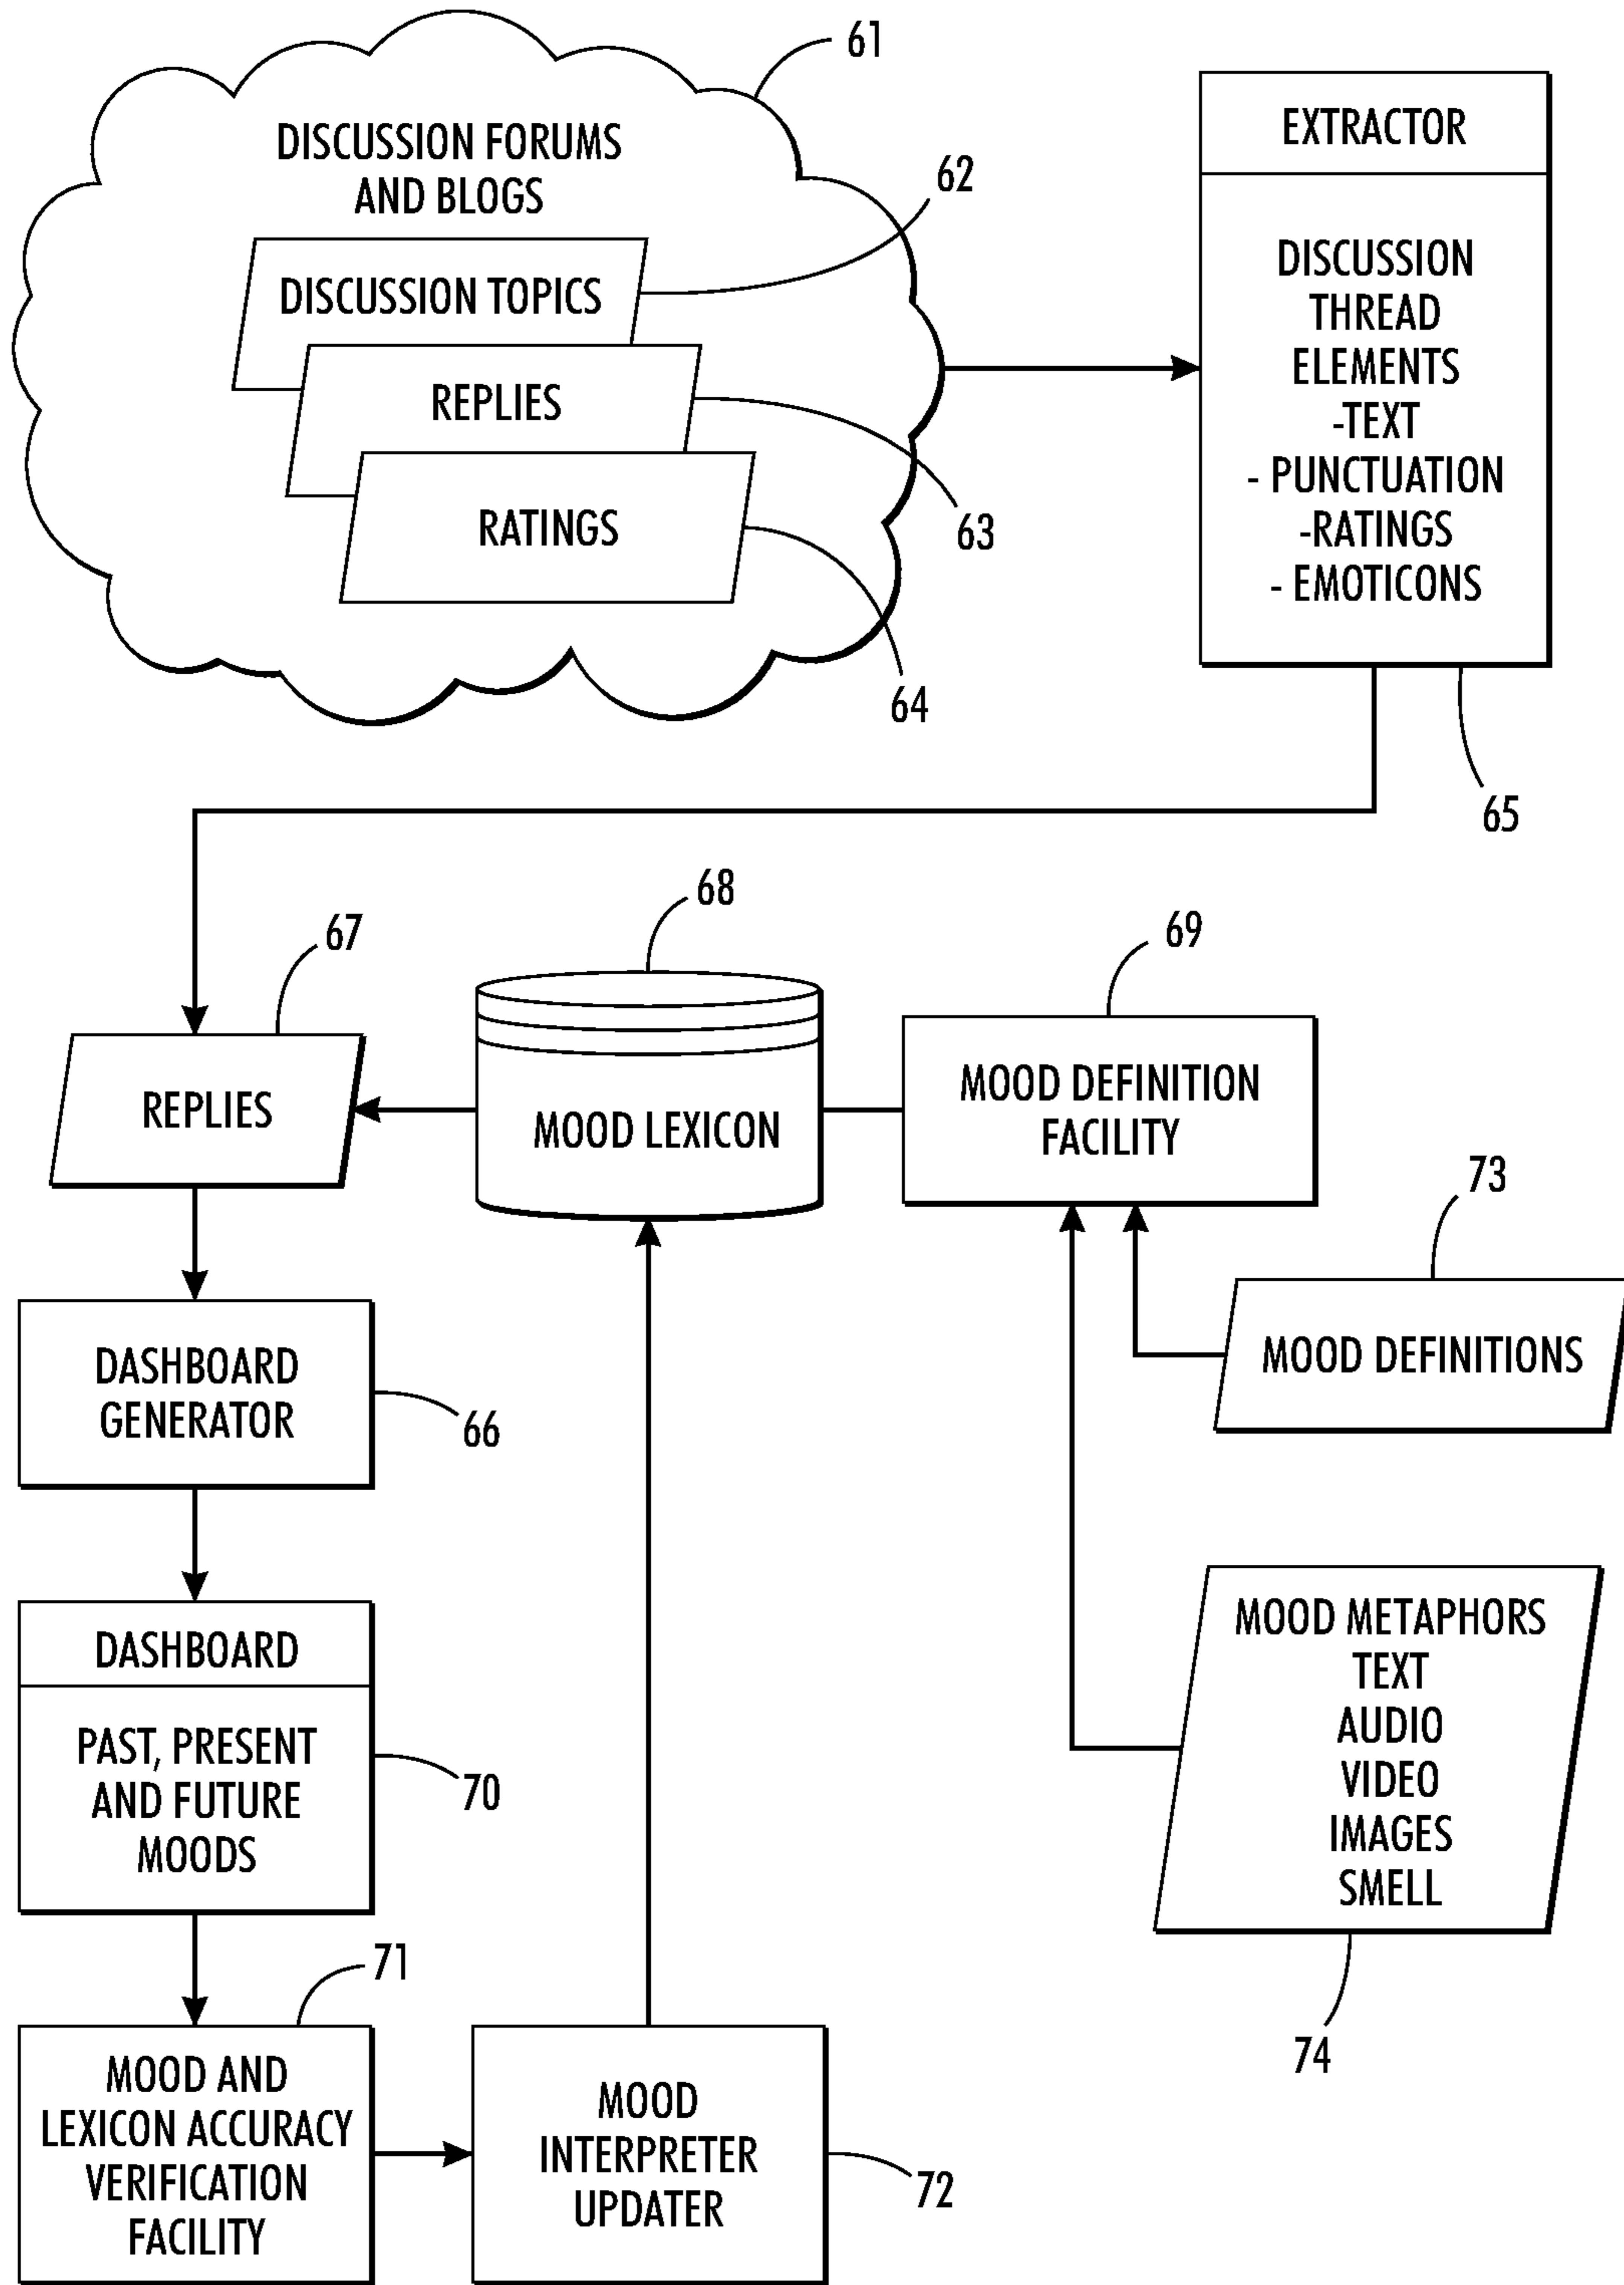 61
DISCUSSION FORUMS
AND BLOGS
62
DISCUSSION TOPICS
REPLIES
63
RATINGS
64
EXTRACTOR
DISCUSSION
THREAD
ELEMENTS
-TEXT
- PUNCTUATION
-RATINGS
- EMOTICONS
65
67
REPLIES
68
MOOD LEXICON
69
MOOD DEFINITION
FACILITY
73
MOOD DEFINITIONS
DASHBOARD
GENERATOR
66
DASHBOARD
PAST, PRESENT
AND FUTURE
MOODS
70
MOOD METAPHORS
TEXT
AUDIO
VIDEO
IMAGES
SMELL
74
71
MOOD AND
LEXICON ACCURACY
VERIFICATION
FACILITY
MOOD
INTERPRETER
UPDATER
72